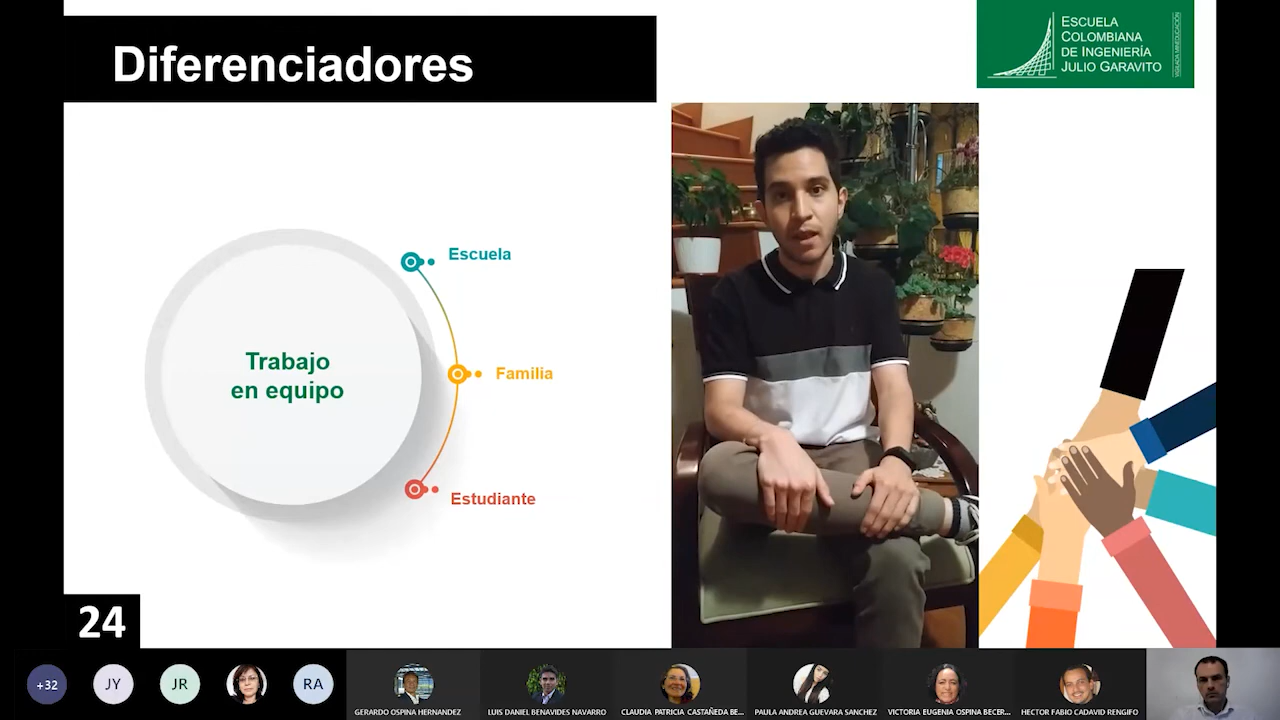 Diferenciadores
ESCUELA
COLOMBIANA
DE INGENIERÍA
JULIO GARAVITO
VIGILADA MINEDUCACIÓN
Escuela
Trabajo
en equipo
Familia
Estudiante
24
+32
JY
JR
RA
GERARDO OSPINA HERNANDEZ
LUIS DANIEL BENAVIDES NAVARRO
CLAUDIA PATRICIA CASTAÑEDA BE...
PAULA ANDREA GUEVARA SANCHEZ
VICTORIA EUGENIA OSPINA BECER...
HECTOR FABIO CADAVID RENGIFO